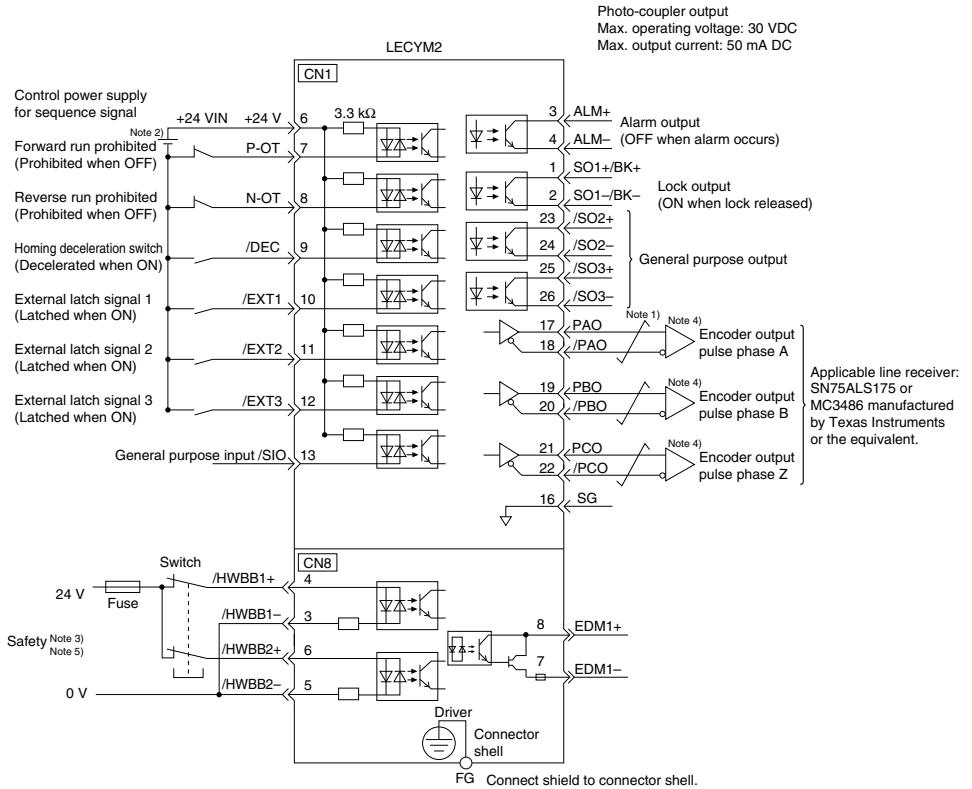 Photo-coupler output
Max. operating voltage: 30 VDC
Max. output current: 50 mA DC
LECYM2
CN1
Control power supply
for sequence signal
Note 2)
+24 VIN
+24 V
6
3.3 kΩ
Forward run prohibited
(Prohibited when OFF)
P-OT
7
Reverse run prohibited
(Prohibited when OFF)
N-OT
8
Homing deceleration switch
(Decelerated when ON)
/DEC
9
External latch signal 1
(Latched when ON)
/EXT1
10
External latch signal 2
(Latched when ON)
/EXT2
11
External latch signal 3
(Latched when ON)
/EXT3
12
General purpose input /SIO
13
3
ALM+
4
ALM–
Alarm output
(OFF when alarm occurs)
1
SO1+/BK+
2
SO1–/BK–
Lock output
(ON when lock released)
23
/SO2+
24
/SO2–
25
/SO3+
26
/SO3–
General purpose output
Note 1)
17
PAO
18
/PAO
Note 4)
Encoder output
pulse phase A
19
PBO
20
/PBO
Note 4)
Encoder output
pulse phase B
21
PCO
22
/PCO
Note 4)
Encoder output
pulse phase Z
Applicable line receiver:
SN75ALS175 or
MC3486 manufactured
by Texas Instruments
or the equivalent.
16
SG
CN8
Switch
24 V
Fuse
/HWBB1+
4
/HWBB1–
3
Safety Note 3)
Note 5)
/HWBB2+
6
/HWBB2–
5
0 V
8
EDM1+
7
EDM1–
Driver
Connector
shell
FG
Connect shield to connector shell.